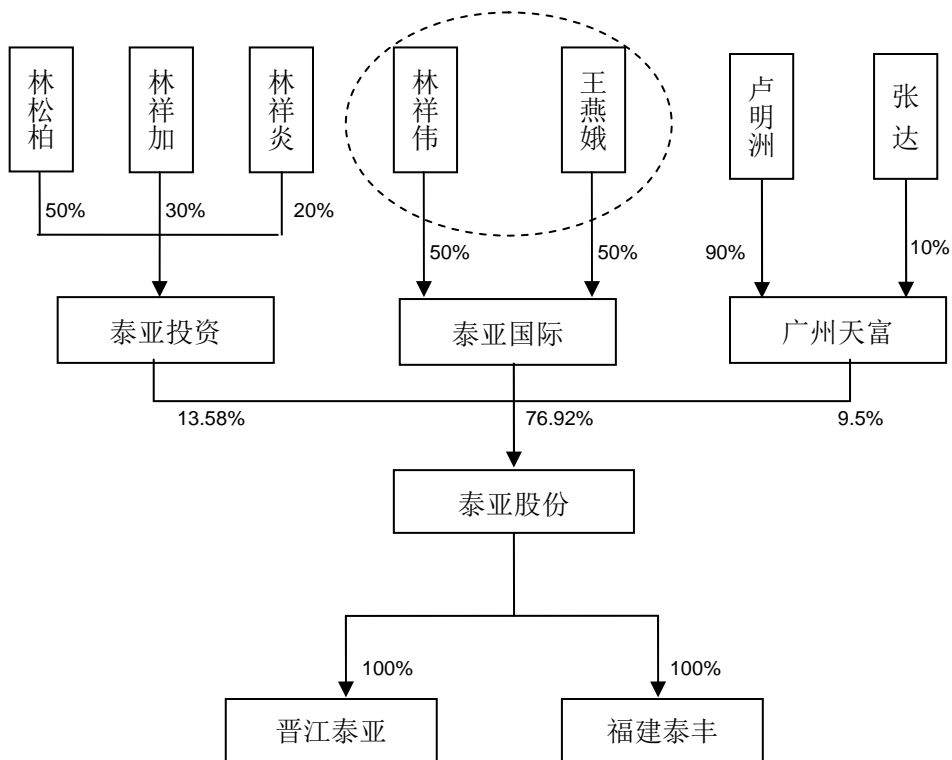 林松柏
林祥加
林祥炎
林祥伟
王燕娥
卢明洲
张达
50%
30%
20%
50%
50%
90%
10%
泰亚投资
泰亚国际
广州天富
13.58%
76.92%
9.5%
泰亚股份
100%
100%
晋江泰亚
福建泰丰